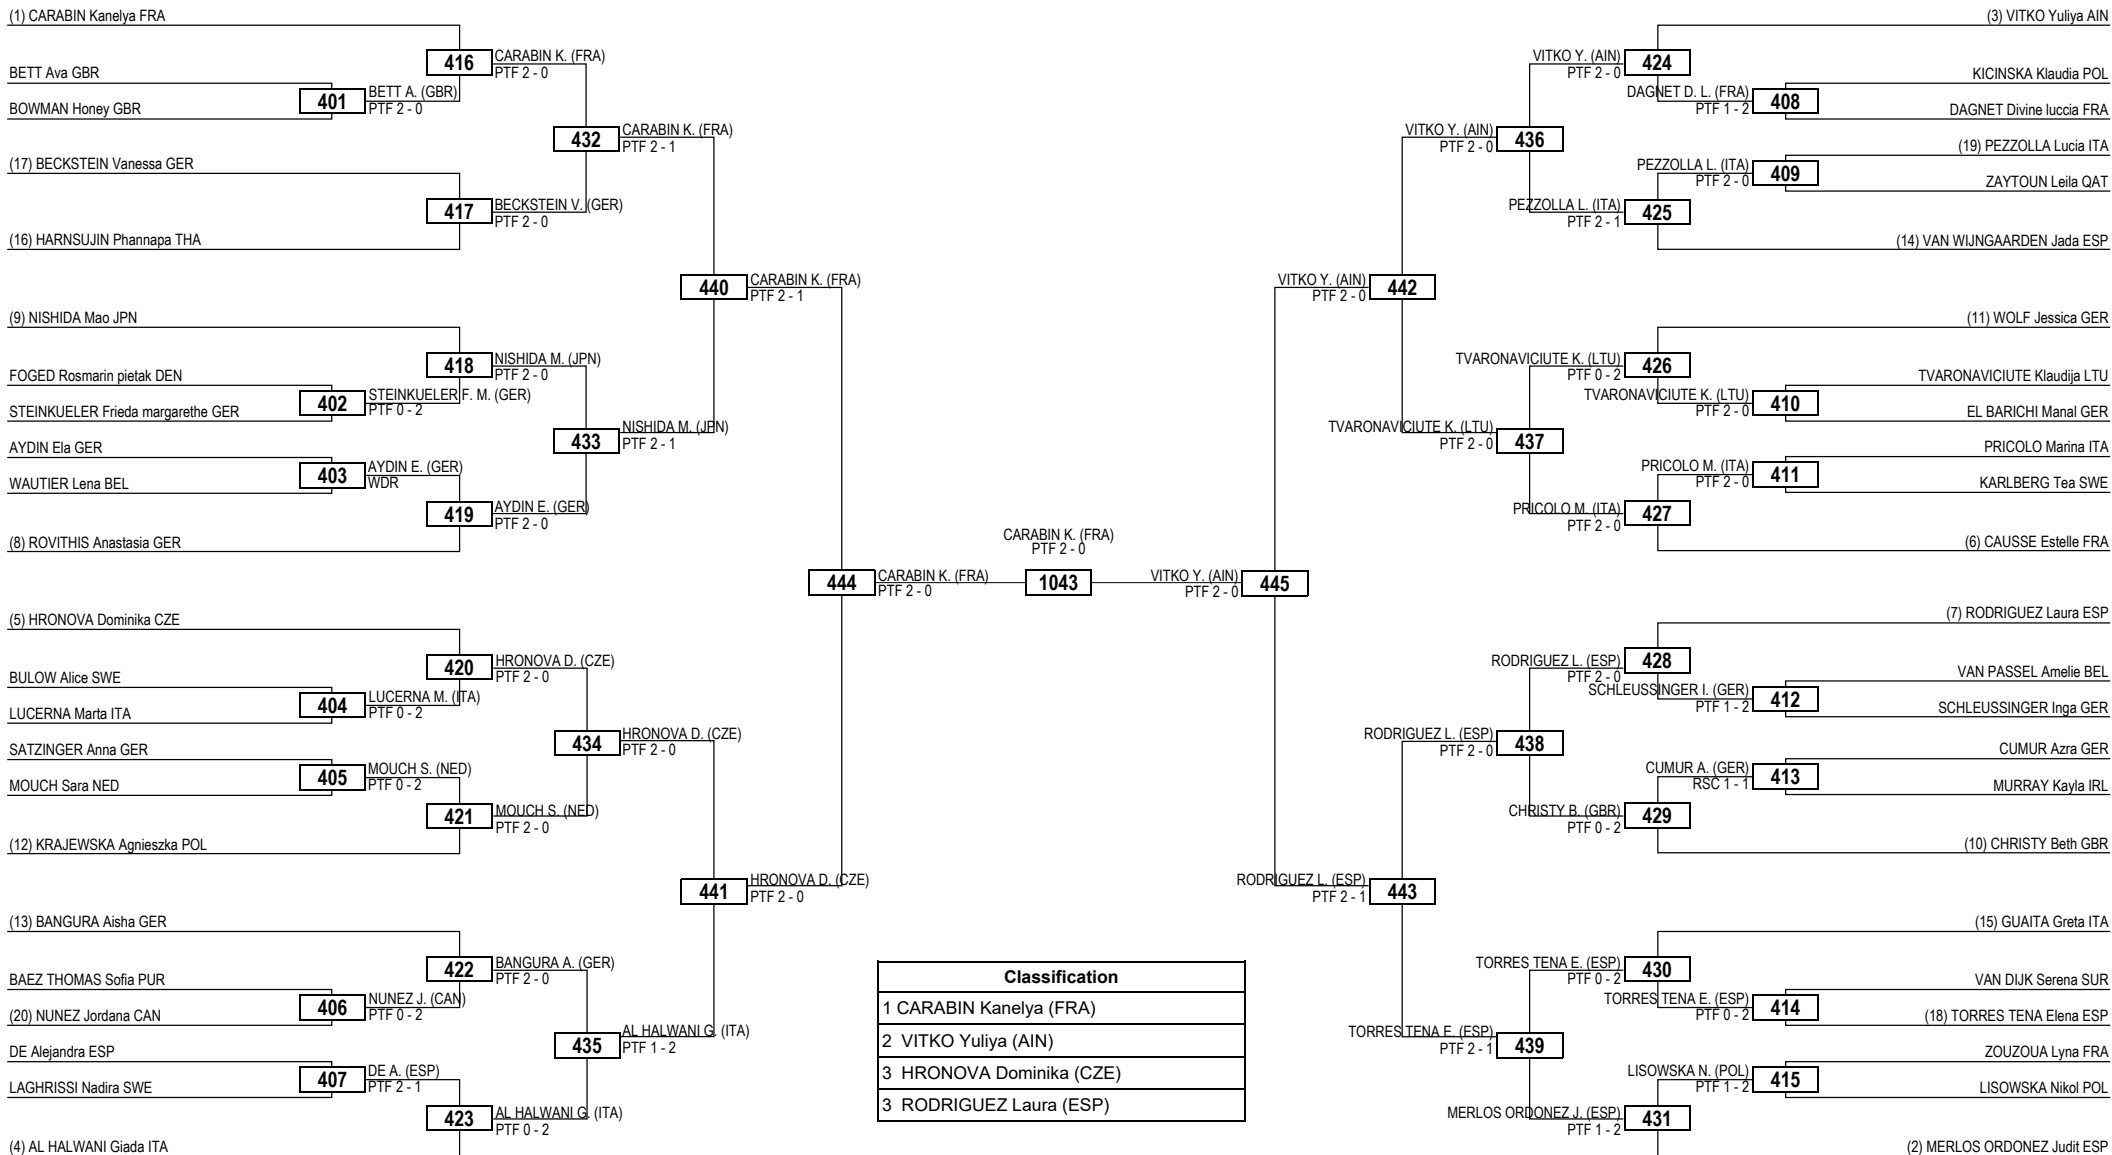 (1) CARABIN Kanelya FRA
416
CARABIN K. (FRA)
PTF 2 - 0
BETT Ava GBR
401
BETT A. (GBR)
PTF 2 - 0
BOWMAN Honey GBR
432
CARABIN K. (FRA)
PTF 2 - 1
(17) BECKSTEIN Vanessa GER
417
BECKSTEIN V. (GER)
PTF 2 - 0
(16) HARNSUJIN Phannapa THA
440
CARABIN K. (FRA)
PTF 2 - 1
(9) NISHIDA Mao JPN
418
NISHIDA M. (JPN)
PTF 2 - 0
FOGED Rosmarin pietak DEN
402
STEINKUELER F. M. (GER)
PTF 0 - 2
STEINKUELER Frieda margarethe GER
433
NISHIDA M. (JPN)
PTF 2 - 1
AYDIN Ela GER
403
AYDIN E. (GER)
WDR
WAUTIER Lena BEL
419
AYDIN E. (GER)
PTF 2 - 0
(8) ROVITHIS Anastasia GER
444
CARABIN K. (FRA)
PTF 2 - 0
(5) HRONOVA Dominika CZE
420
HRONOVA D. (CZE)
PTF 2 - 0
BULOW Alice SWE
404
LUCERNA M. (ITA)
PTF 0 - 2
LUCERNA Marta ITA
434
HRONOVA D. (CZE)
PTF 2 - 0
SATZINGER Anna GER
405
MOUCH S. (NED)
PTF 0 - 2
MOUCH Sara NED
421
MOUCH S. (NED)
PTF 2 - 0
(12) KRAJEWSKA Agnieszka POL
441
HRONOVA D. (CZE)
PTF 2 - 0
(13) BANGURA Aisha GER
422
BANGURA A. (GER)
PTF 2 - 0
BAEZ THOMAS Sofia PUR
406
NUNEZ J. (CAN)
PTF 0 - 2
(20) NUNEZ Jordana CAN
435
AL HALWANI G. (ITA)
PTF 1 - 2
DE Alejandra ESP
407
DE A. (ESP)
PTF 2 - 1
LAGHRISSI Nadira SWE
423
AL HALWANI G. (ITA)
PTF 0 - 2
(4) AL HALWANI Giada ITA
CARABIN K. (FRA)
PTF 2 - 0
1043
(3) VITKO Yuliya AIN
VITKO Y. (AIN)
PTF 2 - 0
424
KICINSKA Klaudia POL
DAGNET D. L. (FRA)
PTF 1 - 2
408
DAGNET Divine luccia FRA
VITKO Y. (AIN)
PTF 2 - 0
436
(19) PEZZOLLA Lucia ITA
PEZZOLLA L. (ITA)
PTF 2 - 0
409
ZAYTOUN Leila QAT
PEZZOLLA L. (ITA)
PTF 2 - 1
425
(14) VAN WIJNGAARDEN Jada ESP
VITKO Y. (AIN)
PTF 2 - 0
442
(11) WOLF Jessica GER
TVARONAVICIUTE K. (LTU)
PTF 0 - 2
426
TVARONAVICIUTE Klaudija LTU
TVARONAVICIUTE K. (LTU)
PTF 2 - 0
410
EL BARICHI Manal GER
TVARONAVICIUTE K. (LTU)
PTF 2 - 0
437
PRICOLO Marina ITA
PRICOLO M. (ITA)
PTF 2 - 0
411
KARLBERG Tea SWE
PRICOLO M. (ITA)
PTF 2 - 0
427
(6) CAUSSE Estelle FRA
VITKO Y. (AIN)
PTF 2 - 0
445
(7) RODRIGUEZ Laura ESP
RODRIGUEZ L. (ESP)
PTF 2 - 0
428
VAN PASSEL Amelie BEL
SCHLEUSSINGER I. (GER)
PTF 1 - 2
412
SCHLEUSSINGER Inga GER
RODRIGUEZ L. (ESP)
PTF 2 - 0
438
CUMUR Azra GER
CUMUR A. (GER)
RSC 1 - 1
413
MURRAY Kayla IRL
CHRISTY B. (GBR)
PTF 0 - 2
429
(10) CHRISTY Beth GBR
RODRIGUEZ L. (ESP)
PTF 2 - 1
443
(15) GUAITA Greta ITA
TORRES TENA E. (ESP)
PTF 0 - 2
430
VAN DIJK Serena SUR
TORRES TENA E. (ESP)
PTF 0 - 2
414
(18) TORRES TENA Elena ESP
TORRES TENA E. (ESP)
PTF 2 - 1
439
ZOUZOUA Lyna FRA
LISOWSKA N. (POL)
PTF 1 - 2
415
LISOWSKA Nikol POL
MERLOS ORDONEZ J. (ESP)
PTF 1 - 2
431
(2) MERLOS ORDONEZ Judit ESP
Classification
1 CARABIN Kanelya (FRA)
2 VITKO Yuliya (AIN)
3 HRONOVA Dominika (CZE)
3 RODRIGUEZ Laura (ESP)